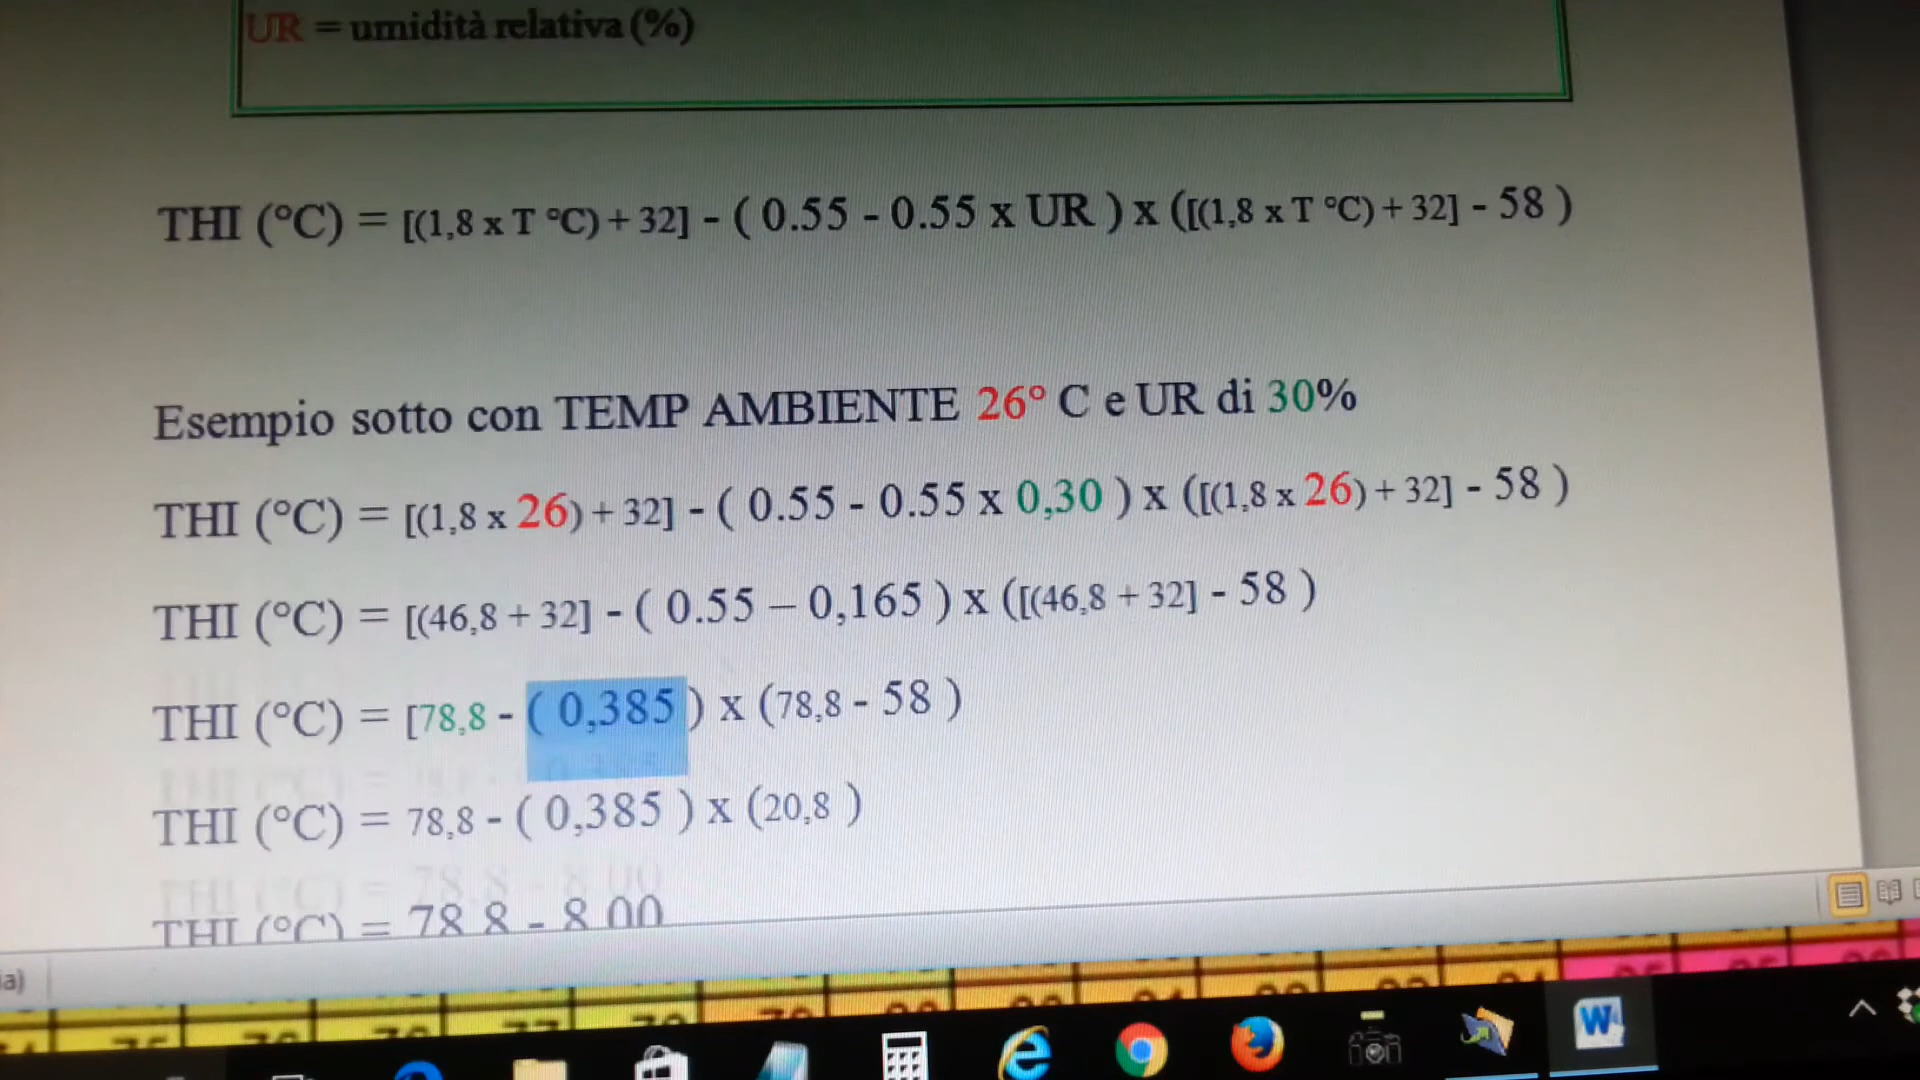 UR = umidità relativa (%)
THI (°C) = [(1,8 x T °C) + 32] - ( 0.55 - 0.55 x UR ) x ([(1,8 x T °C) + 32] - 58 )
Esempio sotto con TEMP AMBIENTE 26° C e UR di 30%
THI (°C) = [(1,8 x 26) + 32] - ( 0.55 - 0.55 x 0,30 ) x ([(1,8 x 26) + 32] - 58 )
THI (°C) = [(46,8 + 32] - ( 0.55 – 0,165 ) x ([(46,8 + 32] - 58 )
THI (°C) = [78,8 - ( 0,385 ) x (78,8 - 58 )
THI (°C) = 78,8 - ( 0,385 ) x (20,8 )
THI (°C) = 78 8 - 8 00